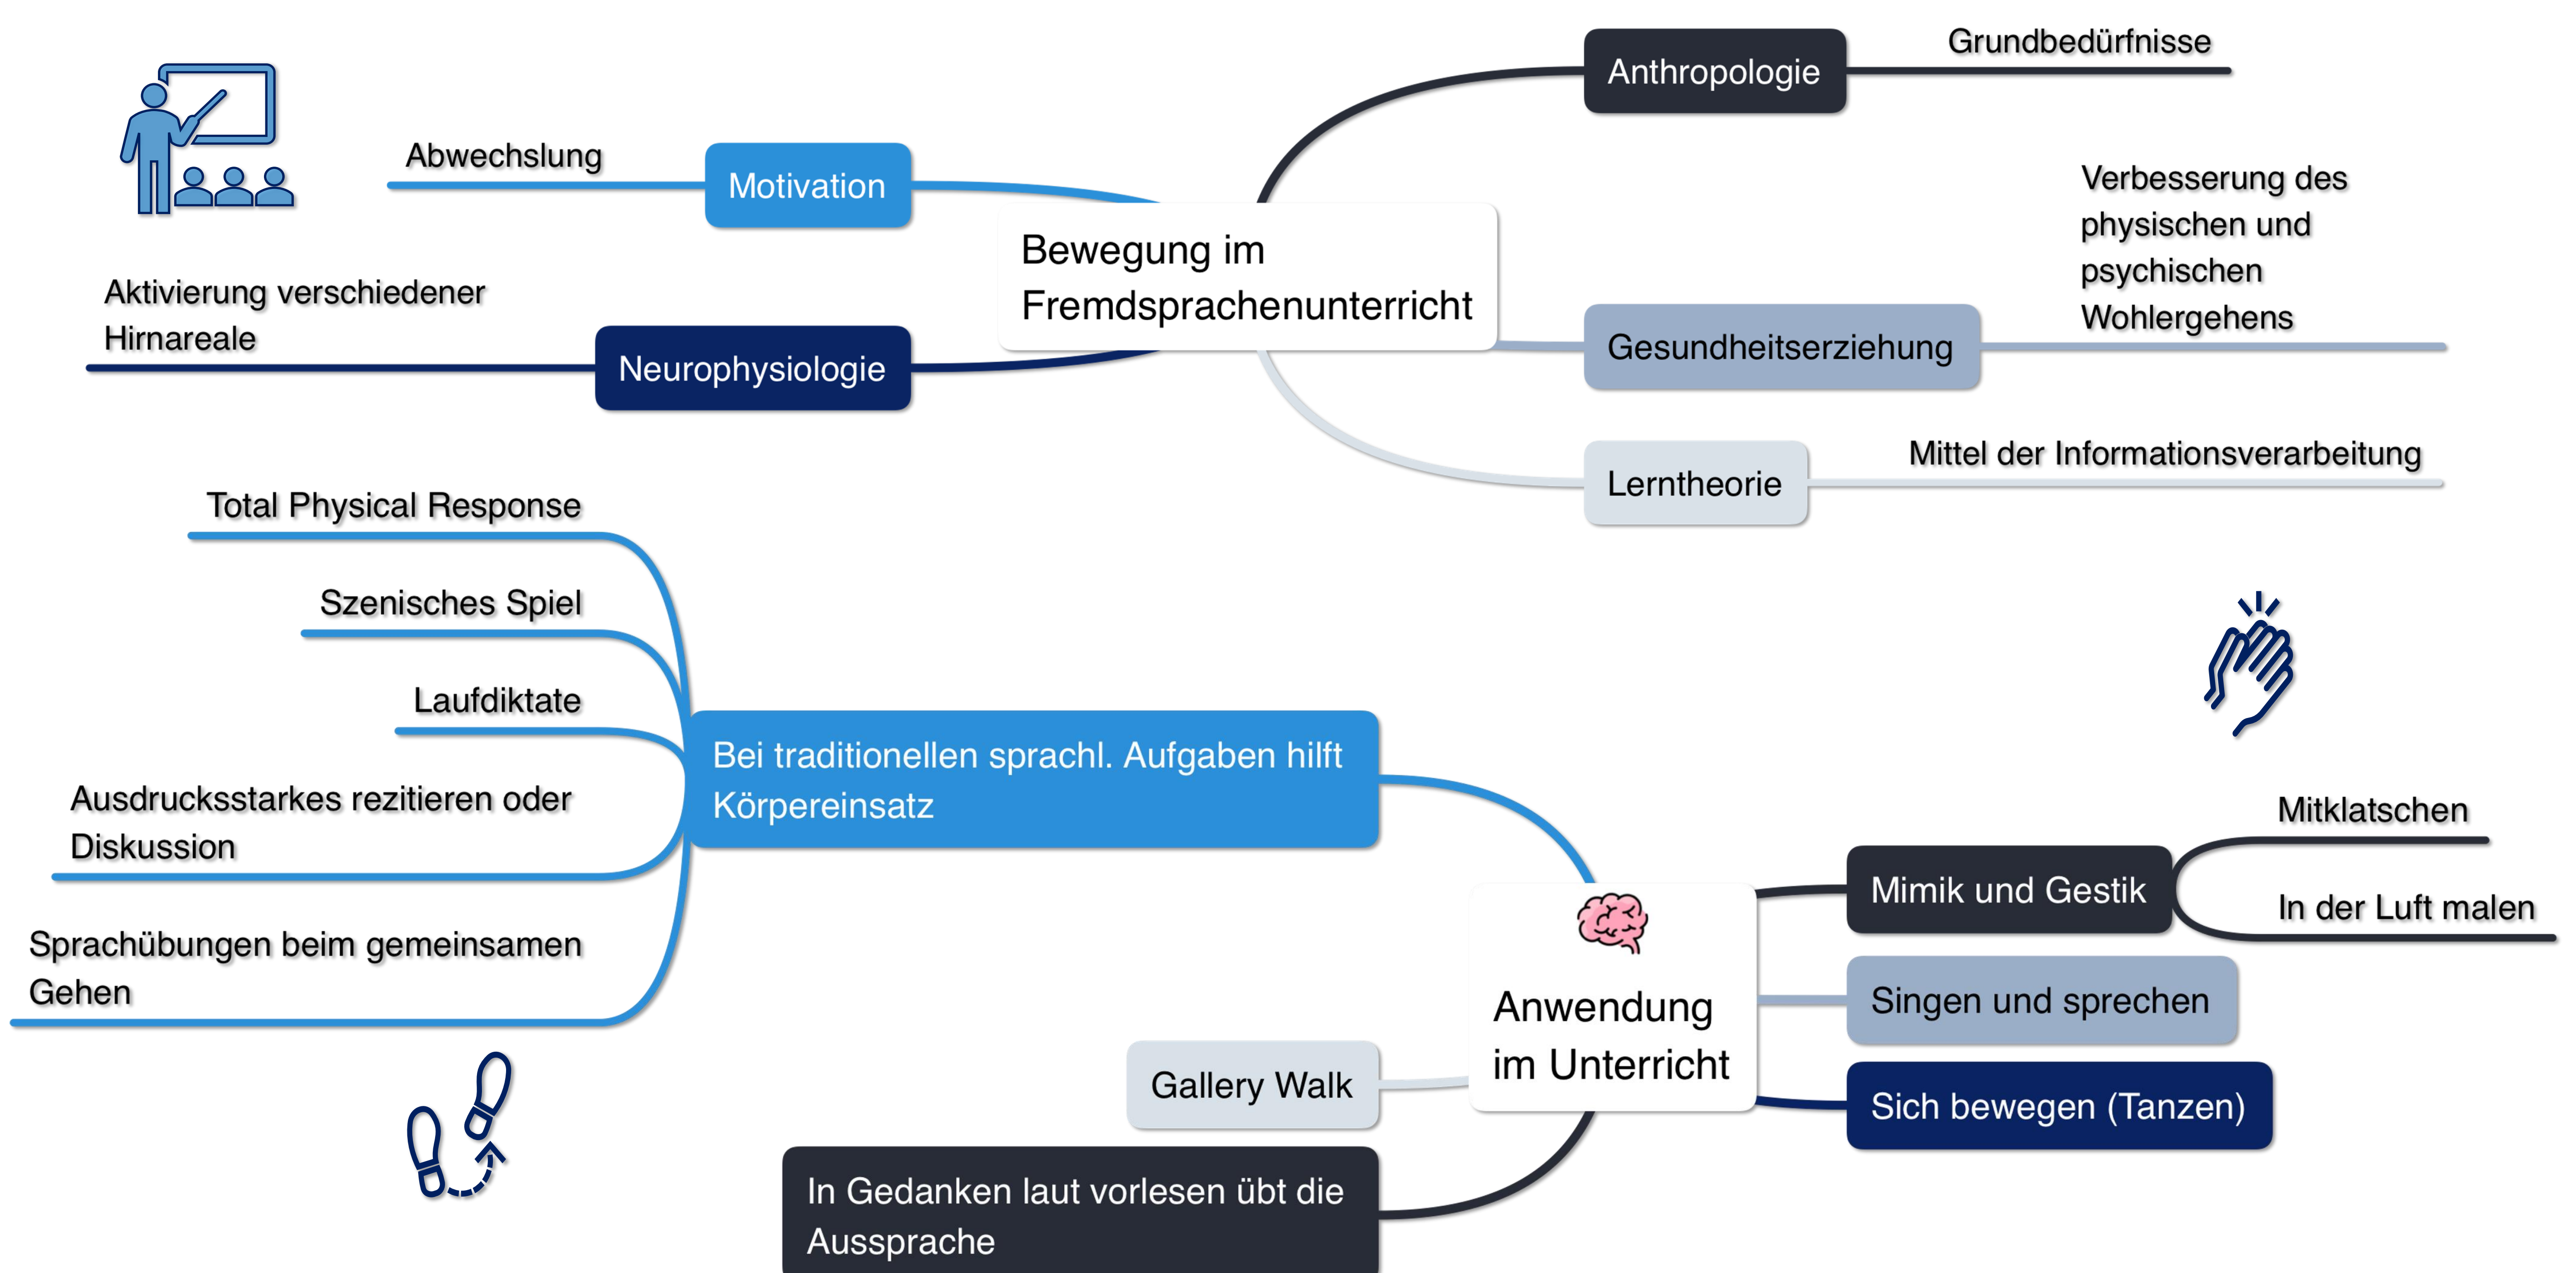 Bewegung im
Fremdsprachenunterricht
Motivation
Abwechslung
Neurophysiologie
Aktivierung verschiedener
Hirnareale
Anthropologie
Grundbedürfnisse
Gesundheitserziehung
Verbesserung des
physischen und
psychischen
Wohlergehens
Lerntheorie
Mittel der Informationsverarbeitung
Anwendung
im Unterricht
Bei traditionellen sprachl. Aufgaben hilft
Körpereinsatz
Total Physical Response
Szenisches Spiel
Laufdiktate
Ausdrucksstarkes rezitieren oder
Diskussion
Sprachübungen beim gemeinsamen
Gehen
Gallery Walk
In Gedanken laut vorlesen übt die
Aussprache
Mimik und Gestik
Mitklatschen
In der Luft malen
Singen und sprechen
Sich bewegen (Tanzen)